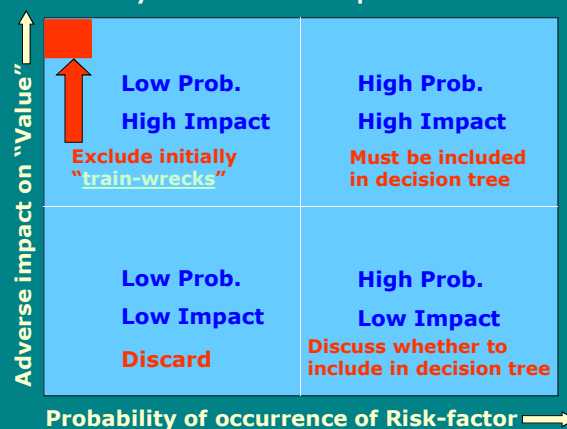 Adverse impact on “Value”
Low Prob.
High Impact
Exclude initially
“train-wrecks”
High Prob.
High Impact
Must be included
in decision tree
Low Prob.
Low Impact
Discard
High Prob.
Low Impact
Discuss whether to
include in decision tree
Probability of occurrence of Risk-factor